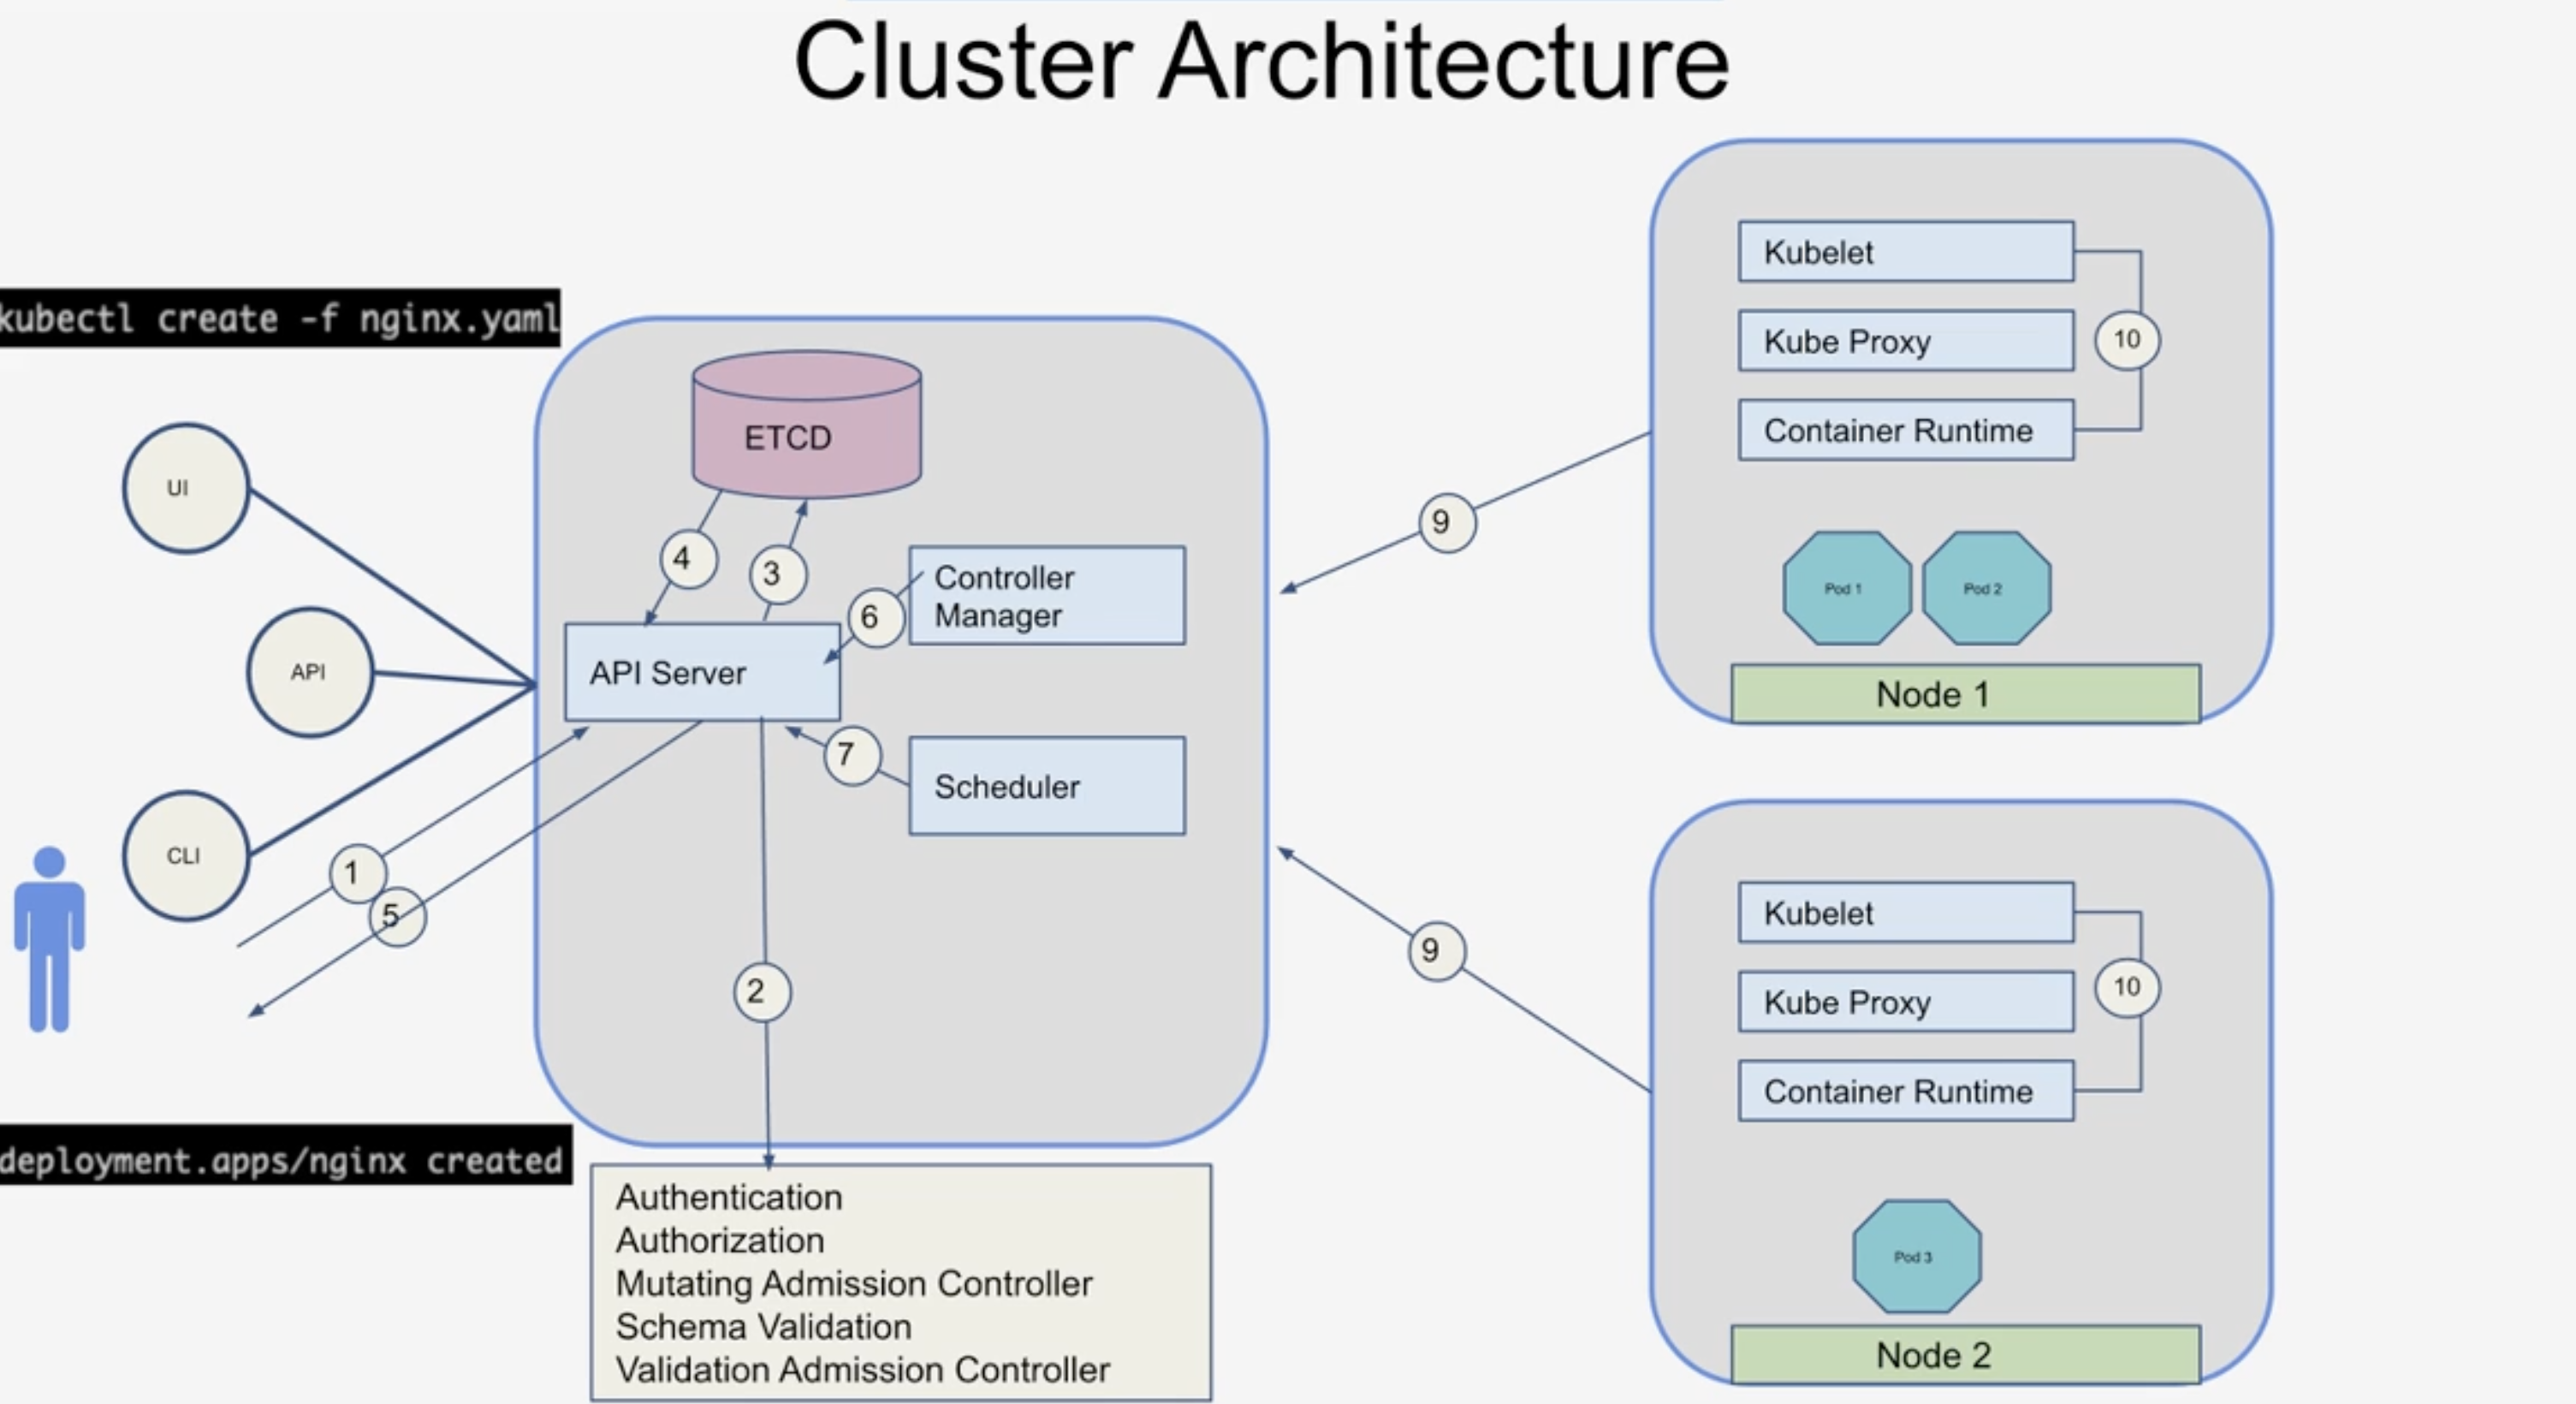 Cluster Architecture
kubectl create -f nginx.yaml
UI
API
CLI
1
5
deployment.apps/nginx created
ETCD
4
3
6
Controller
Manager
API Server
7
Scheduler
2
Authentication
Authorization
Mutating Admission Controller
Schema Validation
Validation Admission Controller
9
9
Kubelet
Kube Proxy
10
Container Runtime
Pod 1
Pod 2
Node 1
Kubelet
Kube Proxy
10
Container Runtime
Pod 3
Node 2